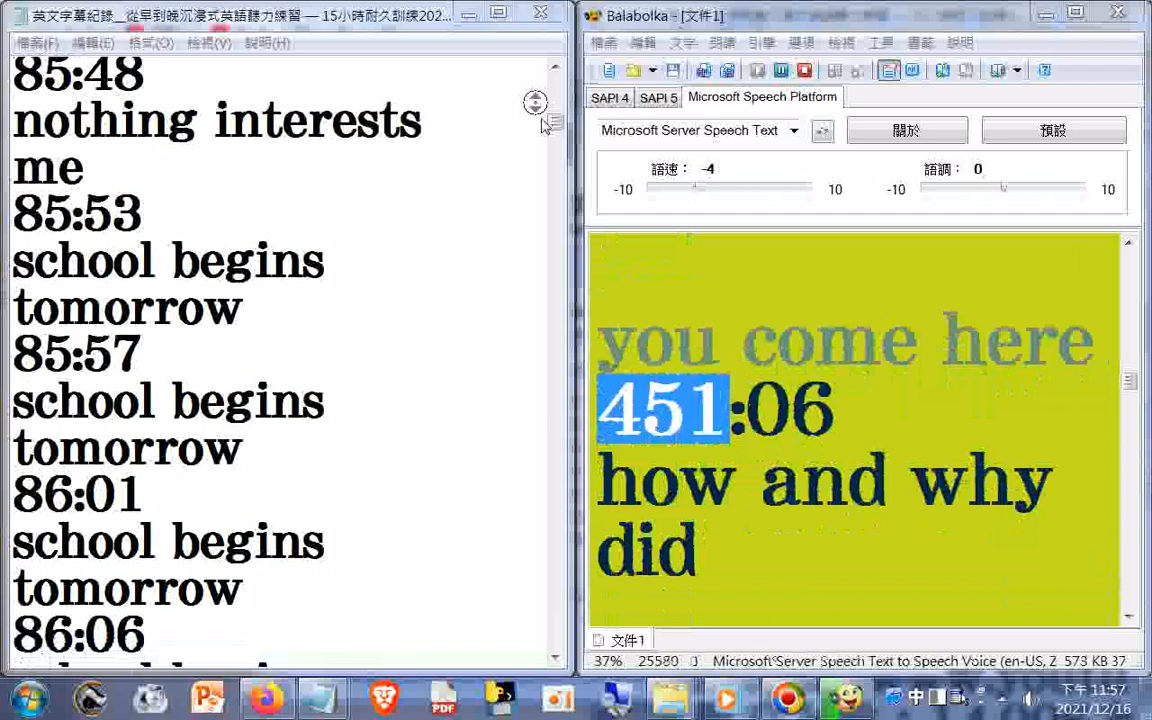 英文字幕紀錄__從早到晚沉浸式英語聽力練習 — 15小時耐久訓練202...
檔案(F) 編輯(E) 格式(O) 檢視(V) 說明(H)
85:48
nothing interests
me
85:53
school begins
tomorrow
85:57
school begins
tomorrow
86:01
school begins
tomorrow
86:06
Balabolka - [文件1]
檔案 編輯 文字 朗讀 引擎 選項 檢視 工具 書籤 說明
SAPI 4 SAPI 5 Microsoft Speech Platform
Microsoft Server Speech Text 關於 預設
語速： -4 語調： 0
-10 10 -10 10
you come here
451:06
how and why
did
文件1
37% 25580 Microsoft Server Speech Text to Speech Voice (en-US, Z 573 KB 37
PDF
中
下午 11:57
2021/12/16